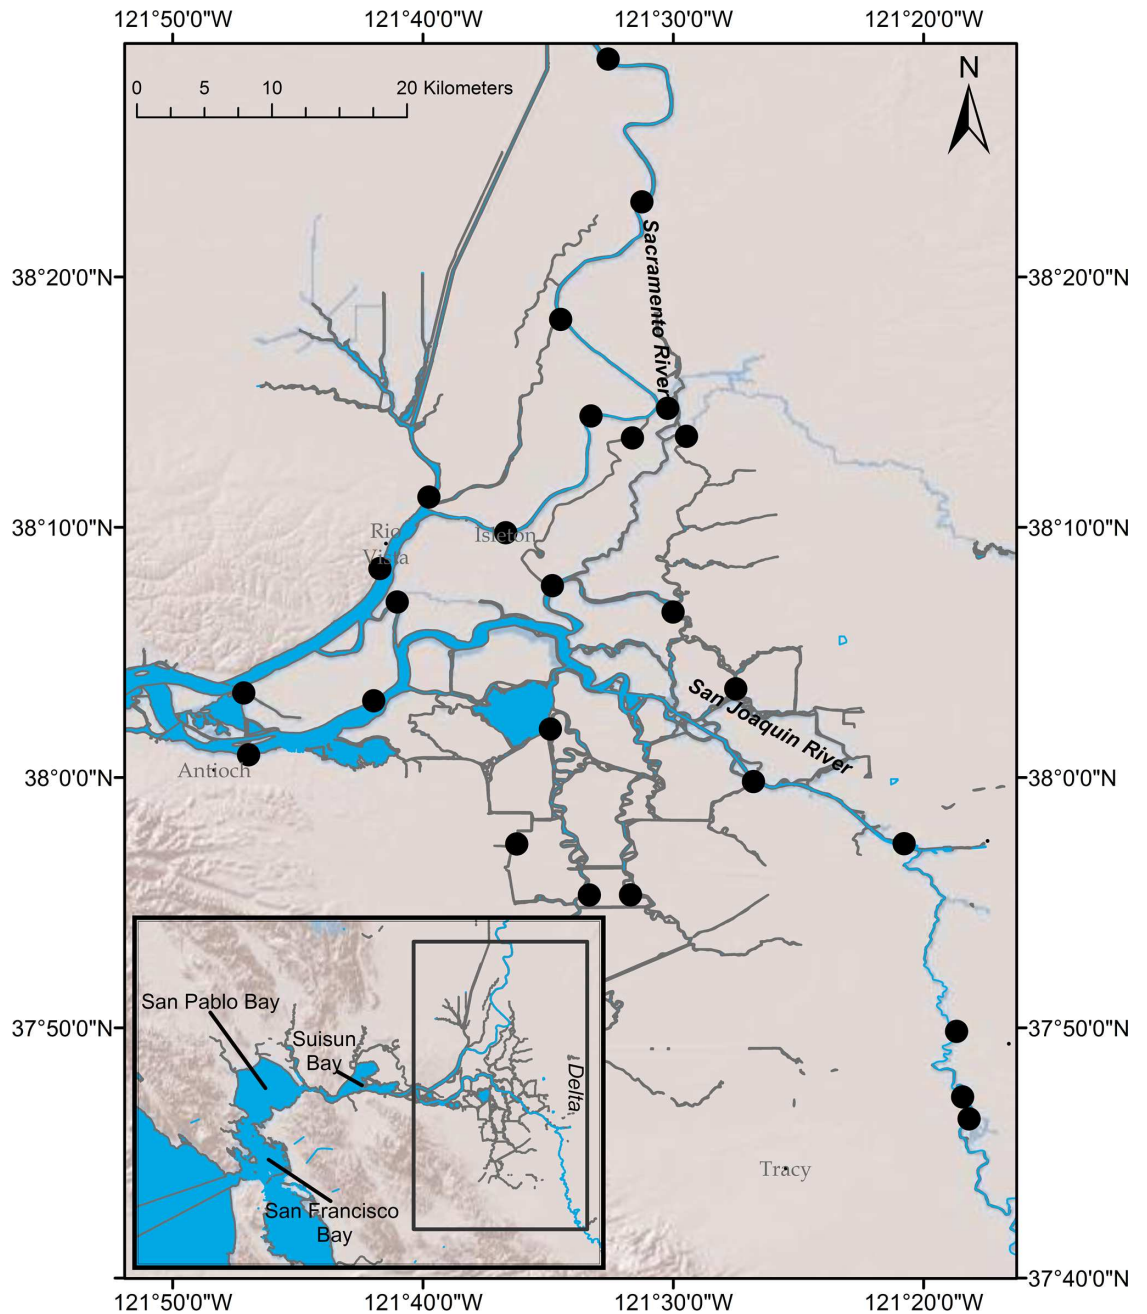 121°50'0"W 121°40'0"W 121°30'0"W 121°20'0"W
0 5 10 20 Kilometers
N
38°20'0"N 38°20'0"N
Sacramento River
38°10'0"N 38°10'0"N
Rio
Vista
Isleton
San Joaquin River
Antioch
38°0'0"N 38°0'0"N
San Pablo Bay
Suisun
Bay
Delta
San Francisco
Bay
37°50'0"N 37°50'0"N
Tracy
37°40'0"N
121°50'0"W 121°40'0"W 121°30'0"W 121°20'0"W